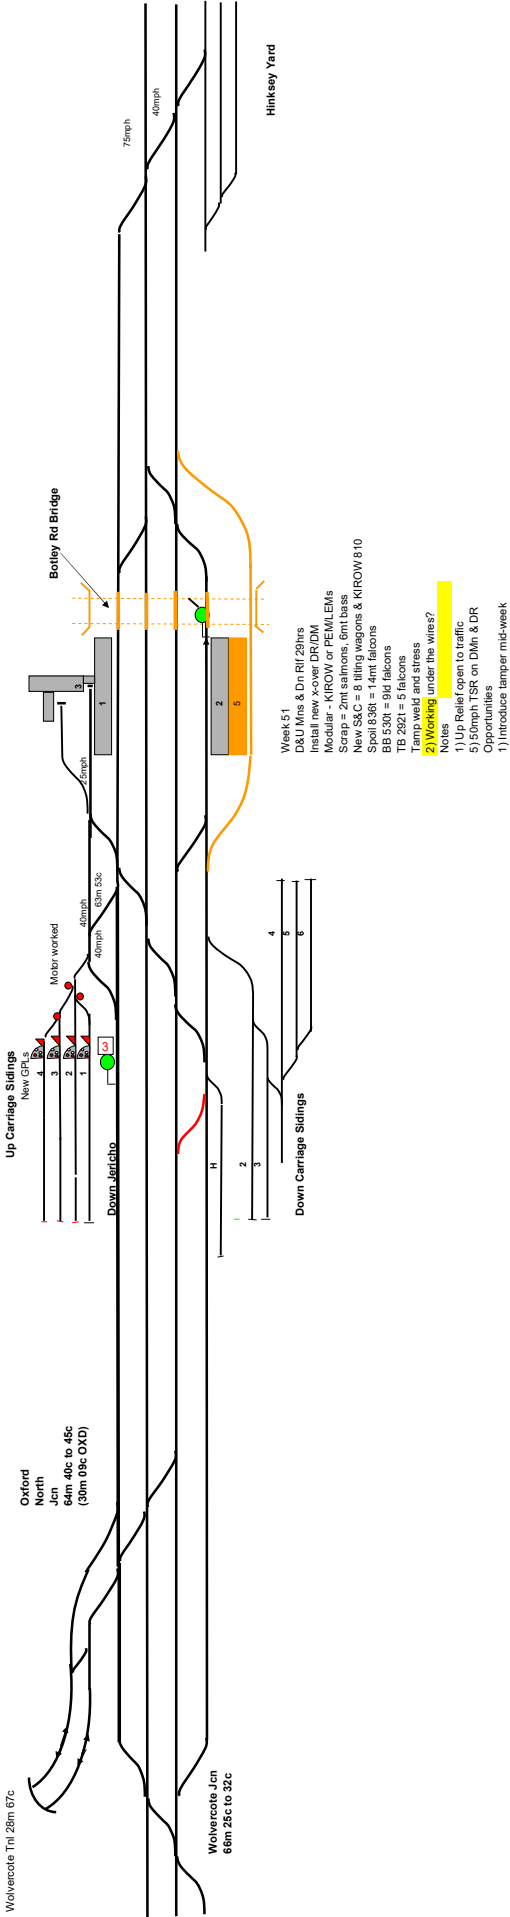 Wolvercote Tnl 28m 67c
Oxford
North
Jcn
64m 40c to 45c
(30m 09c OXD)
Wolvercote Jcn
66m 25c to 32c
Up Carriage Sidings
New GPLs
4
3
2
1
Motor worked
40mph
40mph
63m 53c
25mph
3
Down Jericho
H
2
3
Down Carriage Sidings
4
5
6
3
1
2
5
Botley Rd Bridge
75mph
40mph
Hinksey Yard
Week 51
D&U Mns & Dn Rlf 29hrs
Install new x-over DR/DM
Modular - KIROW or PEM/LEMs
Scrap = 2mt salmons, 6mt bass
New S&C = 8 tilting wagons & KIROW 810
Spoil 836t = 14mt falcons
BB 530t = 9ld falcons
TB 292t = 5 falcons
Tamp weld and stress
2) Working under the wires?
Notes
1) Up Relief open to traffic
5) 50mph TSR on DMn & DR
Opportunities
1) Introduce tamper mid-week